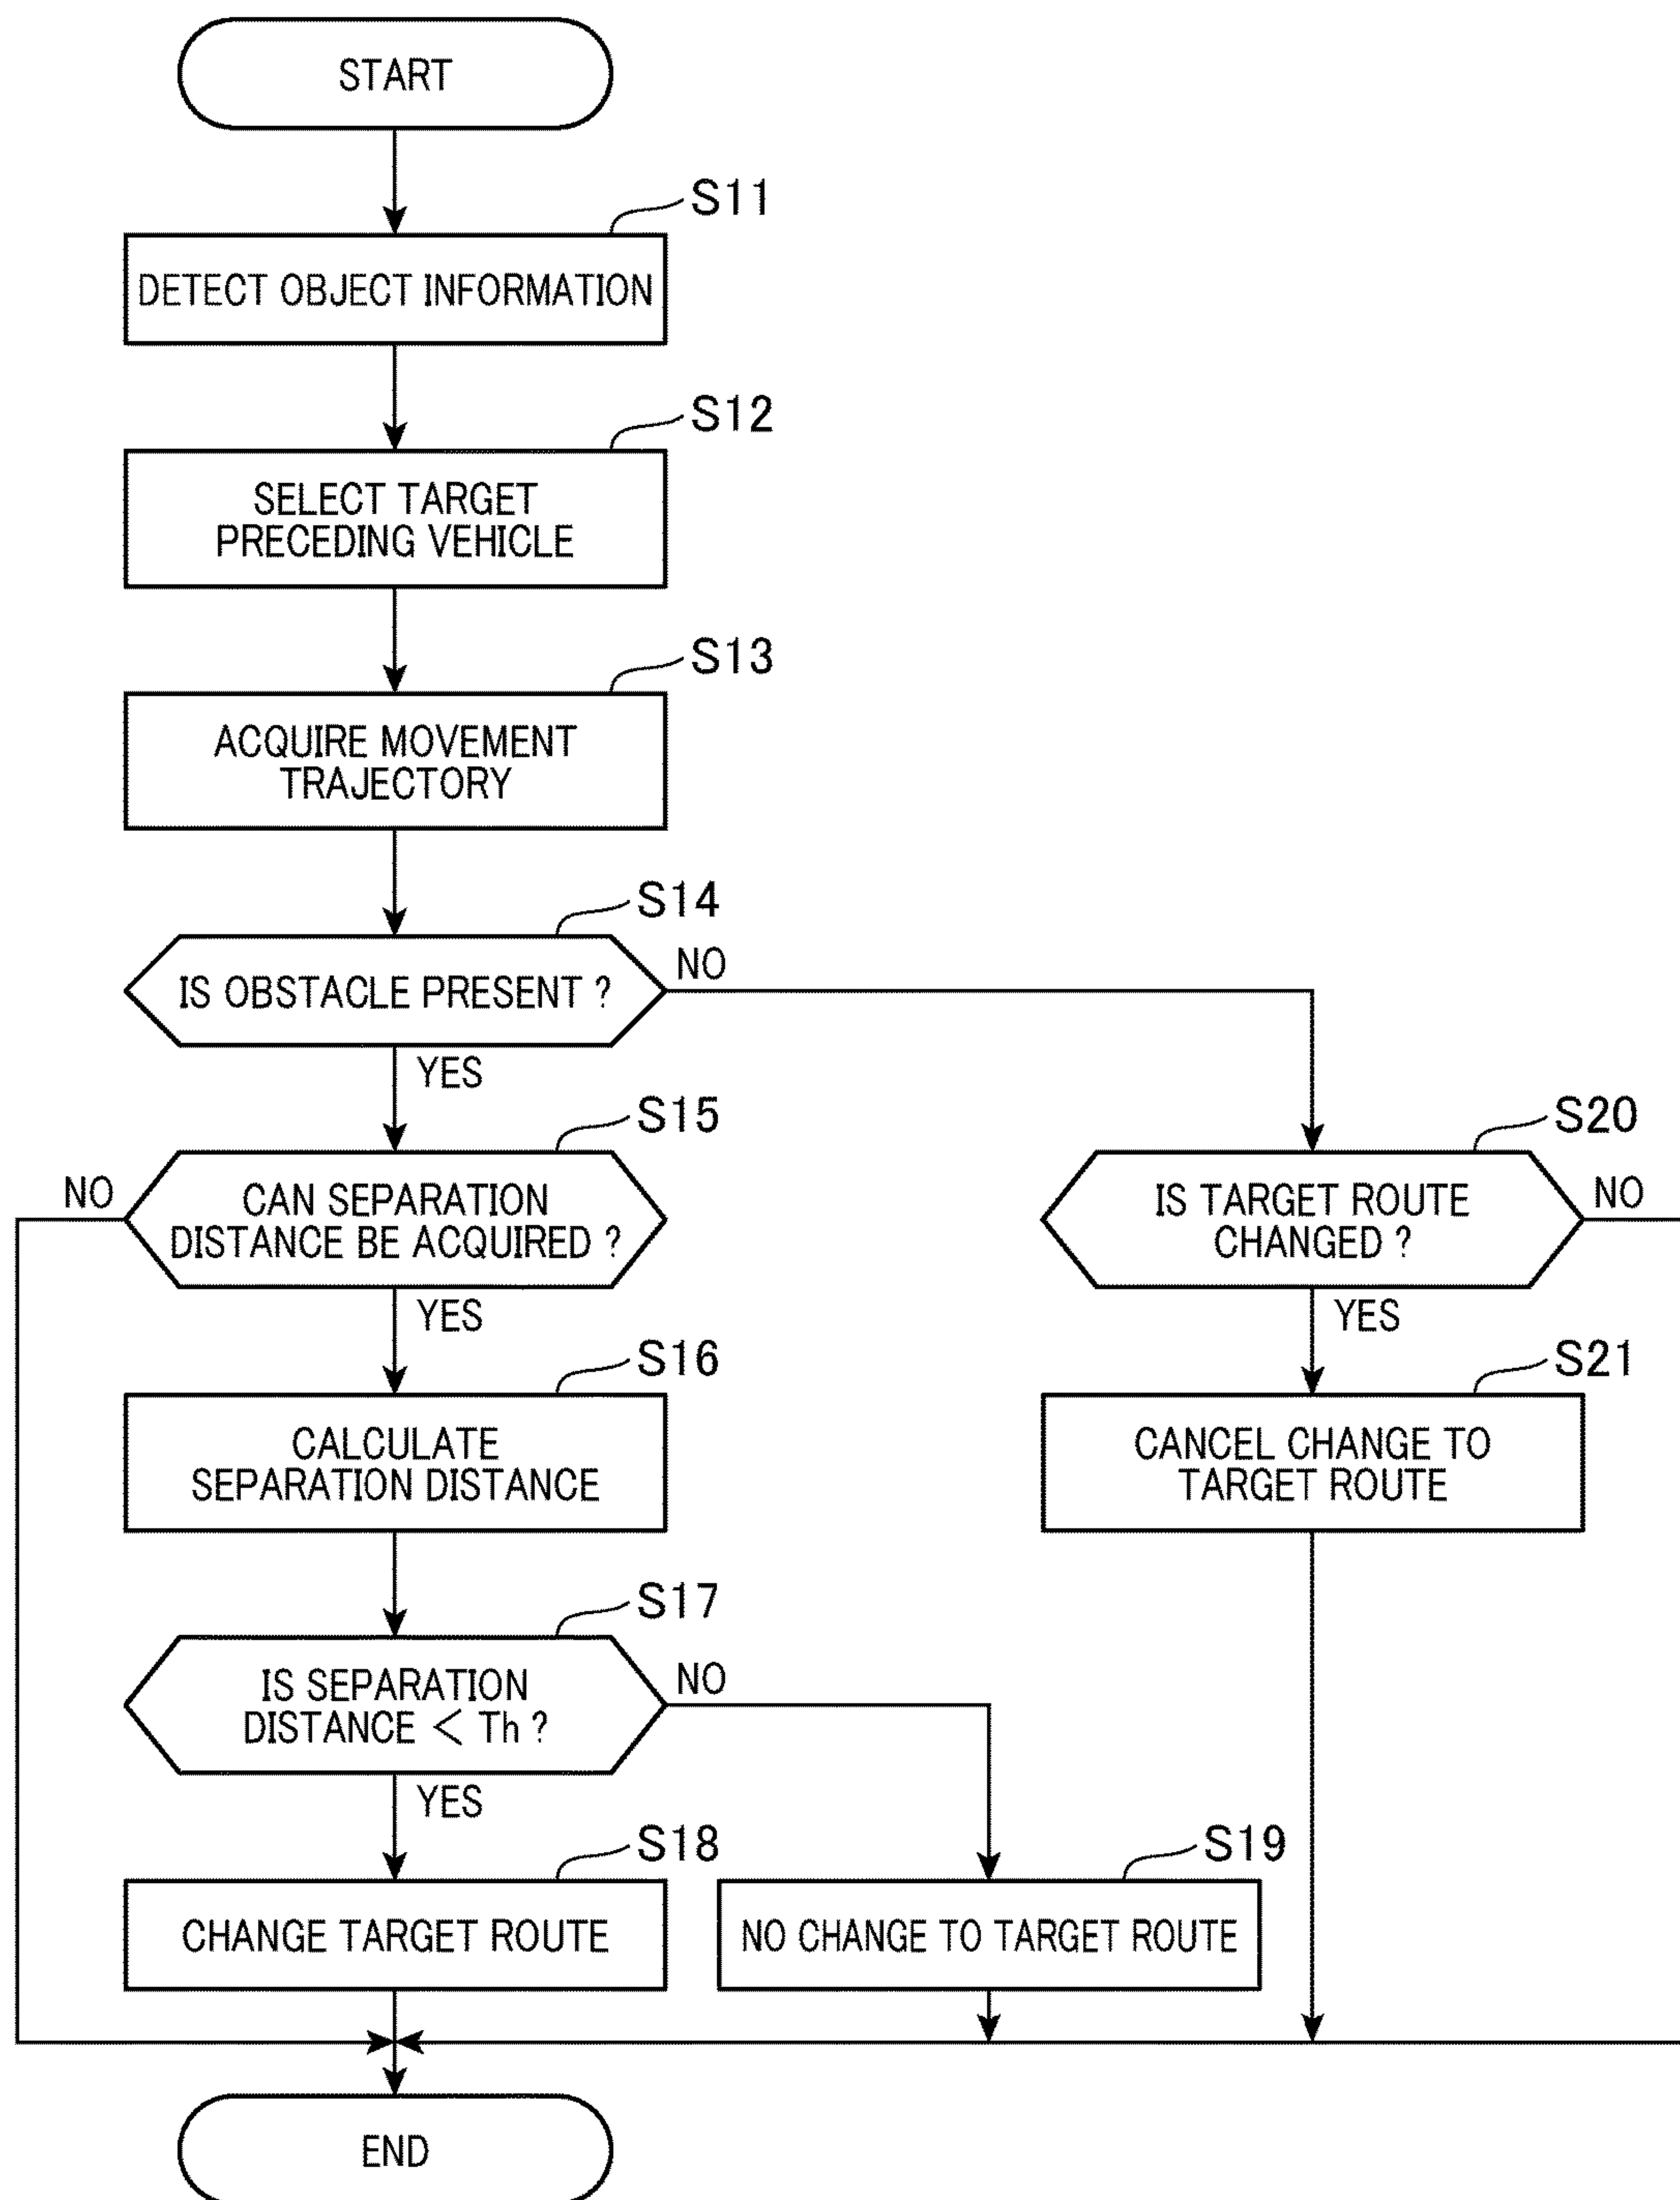 START
S11
DETECT OBJECT INFORMATION
S12
SELECT TARGET
PRECEDING VEHICLE
S13
ACQUIRE MOVEMENT
TRAJECTORY
S14
IS OBSTACLE PRESENT ?
NO
YES
S15
NO
CAN SEPARATION
DISTANCE BE ACQUIRED ?
YES
S20
IS TARGET ROUTE
CHANGED ?
NO
YES
S16
CALCULATE
SEPARATION DISTANCE
S21
CANCEL CHANGE TO
TARGET ROUTE
S17
IS SEPARATION
DISTANCE < Th ?
NO
YES
S18
CHANGE TARGET ROUTE
S19
NO CHANGE TO TARGET ROUTE
END